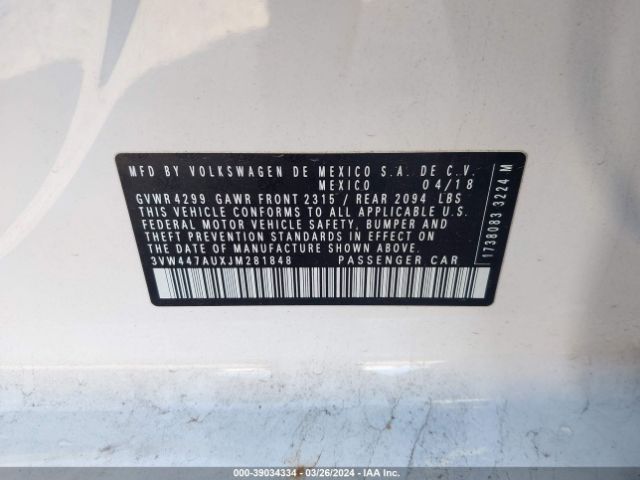 MFD BY VOLKSWAGEN DE MEXICO S.A. DE C.V.
MEXICO 04/18
GVWR 4299 GAWR FRONT 2315 / REAR 2094 LBS
THIS VEHICLE CONFORMS TO ALL APPLICABLE U.S.
FEDERAL MOTOR VEHICLE SAFETY, BUMPER AND
THEFT PREVENTION STANDARDS IN EFFECT ON
THE DATE OF MANUFACTURE SHOWN ABOVE.
3VW447AUXJM281848 PASSENGER CAR
1738083 3224 M
000-39034334 - 03/26/2024 - IAA Inc.